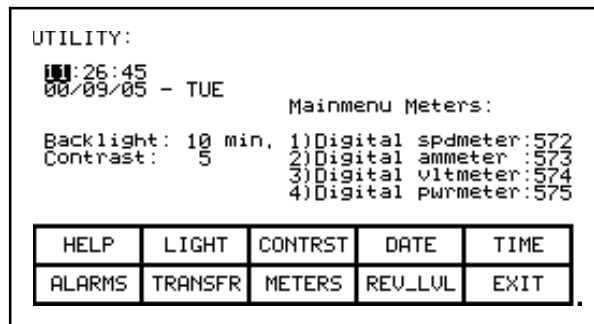 UTILITY:
11:26:45
00/09/05 - TUE
Mainmenu Meters:
Backlight: 10 min. 1)Digital spdmeter:572
Contrast: 5 2)Digital ammeter :573
3)Digital vltmeter:574
4)Digital pwrmeter:575
HELP LIGHT CONTRST DATE TIME
ALARMS TRANSFR METERS REV_LVL EXIT